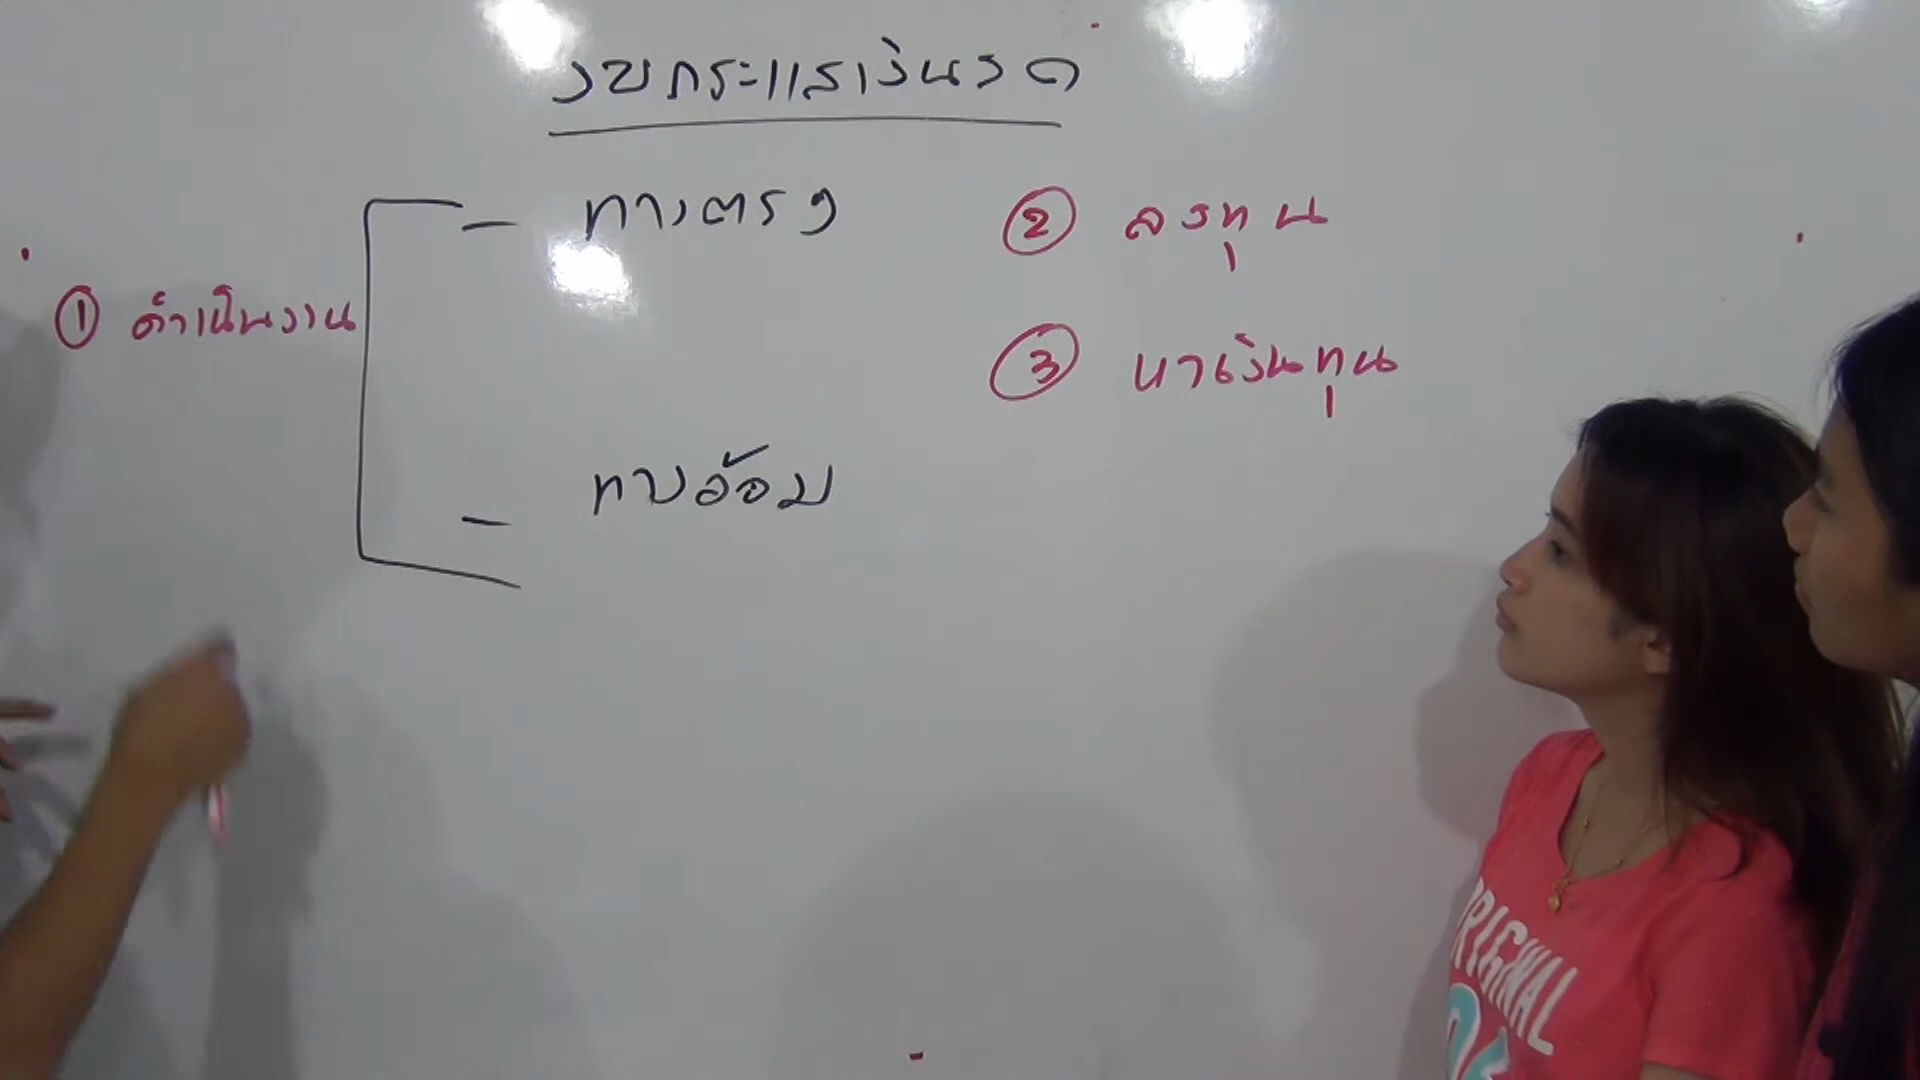 งบกระแสเงินสด
- ทางตรง
① ดำเนินงาน
- ทางอ้อม
② ลงทุน
③ หาเงินทุน
ORIGINAL